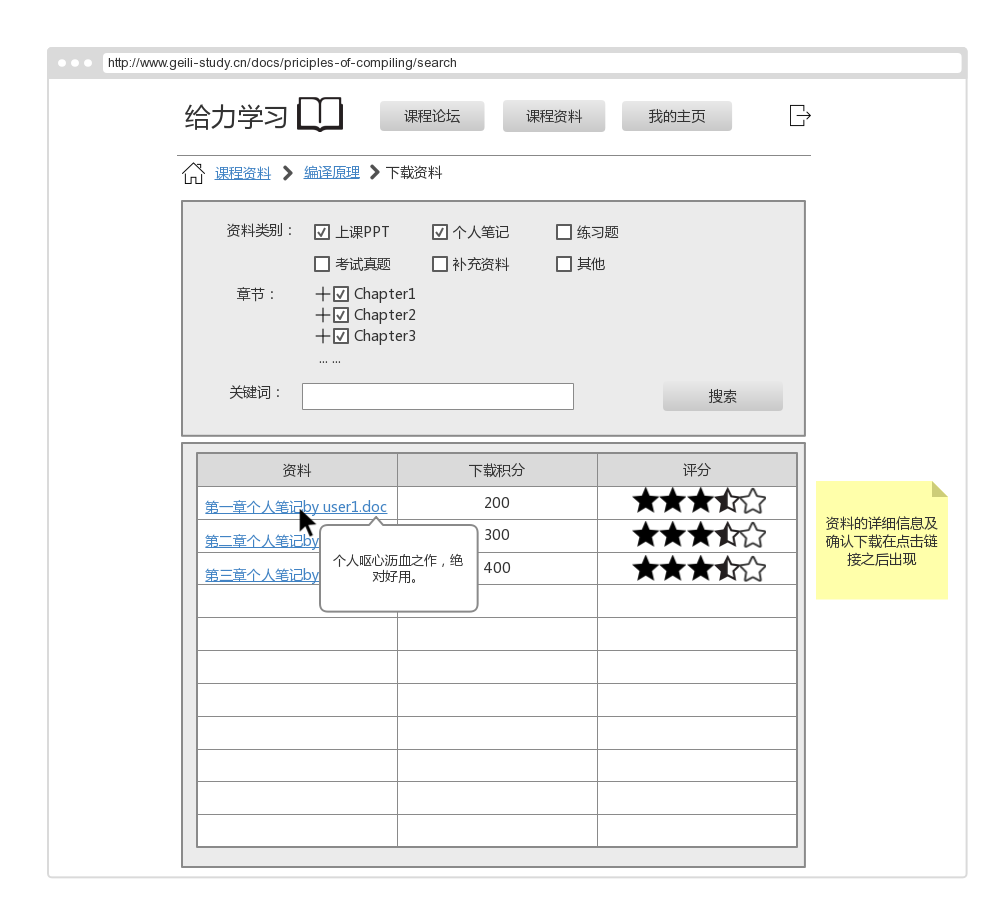 http://www.geili-study.cn/docs/priciples-of-compiling/search
给力学习
课程论坛
课程资料
我的主页
课程资料
编译原理
下载资料
资料类别：
上课PPT
个人笔记
练习题
考试真题
补充资料
其他
章节：
Chapter1
Chapter2
Chapter3
... ...
关键词：
搜索
资料
下载积分
评分
第一章个人笔记by user1.doc
200
第二章个人笔记by
300
第三章个人笔记by
400
个人呕心沥血之作，绝
对好用。
资料的详细信息及
确认下载在点击链
接之后出现